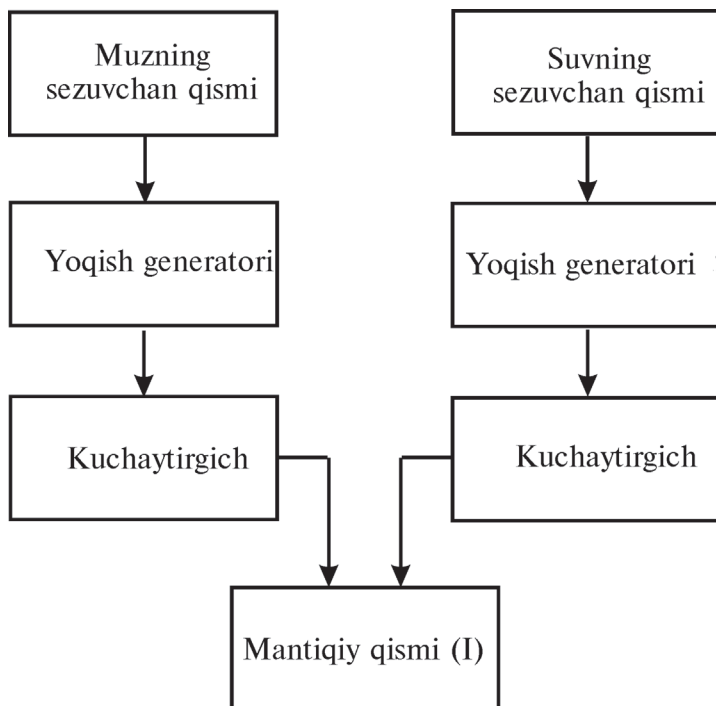 Muzning
sezuvchan qismi
Suvning
sezuvchan qismi
Yoqish generatori
Yoqish generatori
Kuchaytirgich
Kuchaytirgich
Mantiqiy qismi (I)